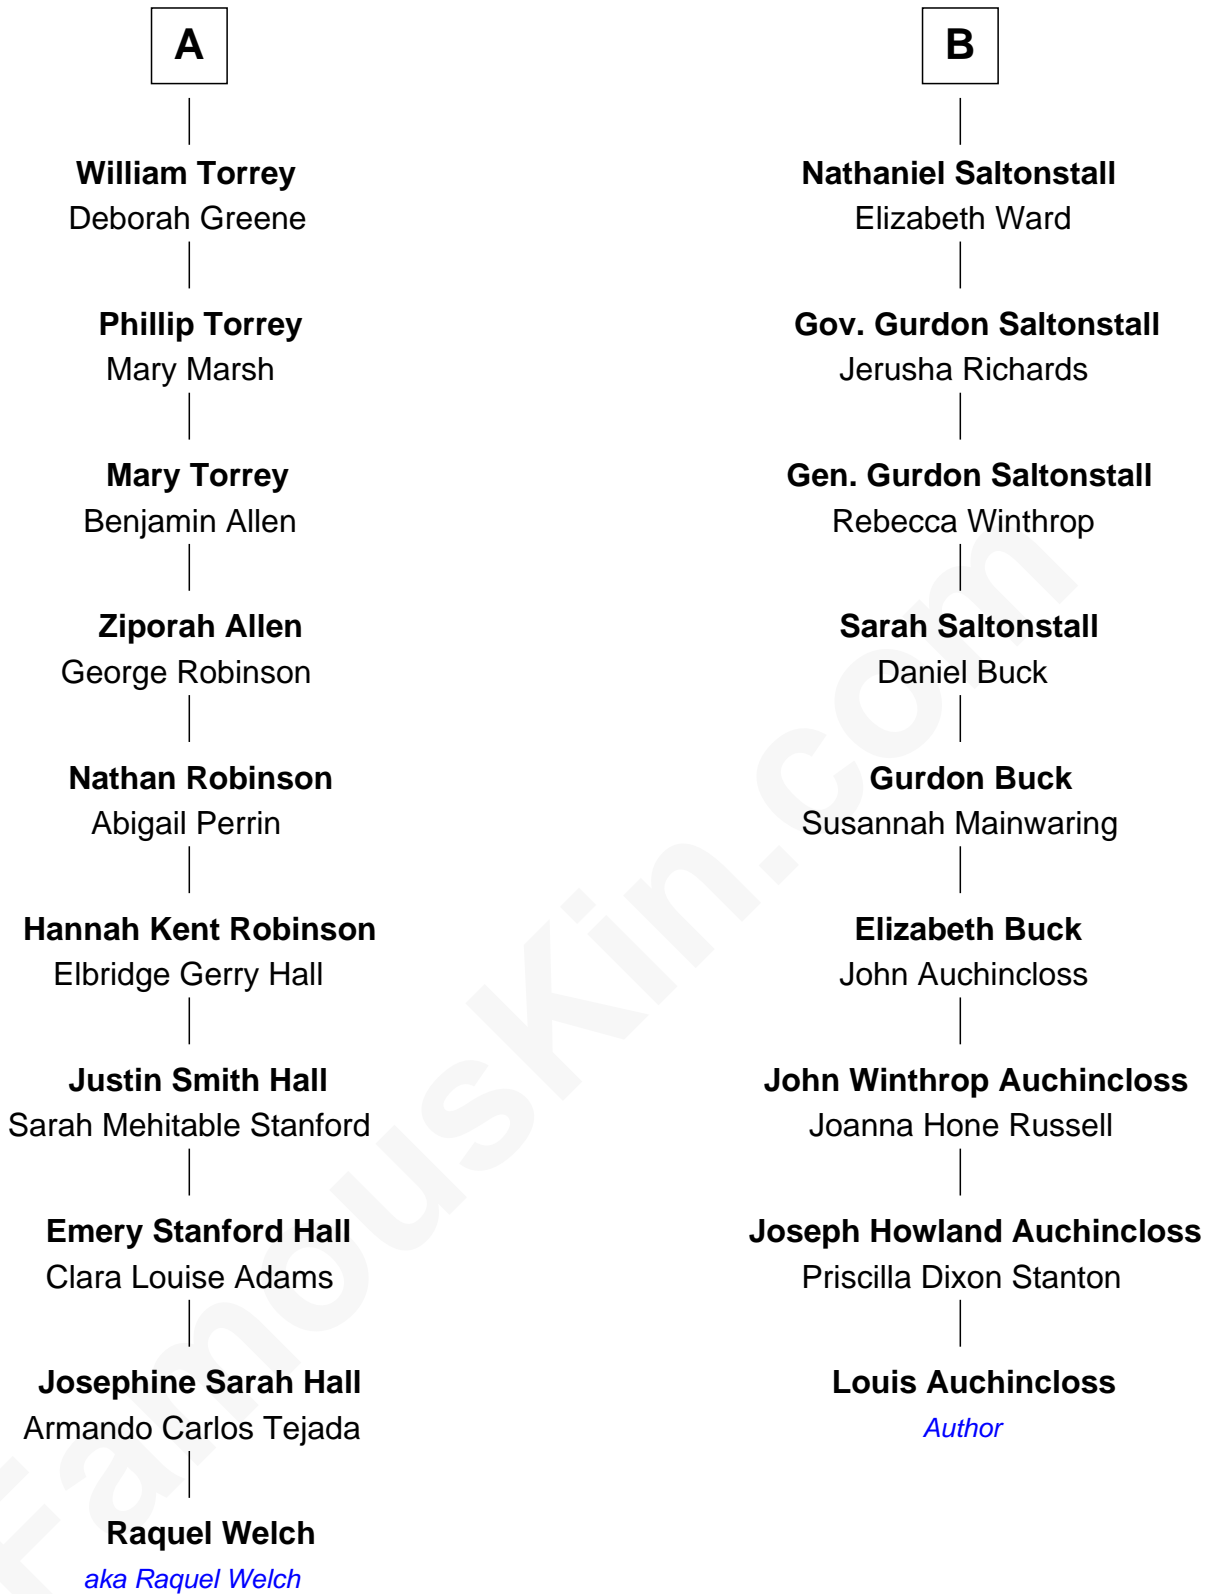 A
William Torrey
Deborah Greene
Phillip Torrey
Mary Marsh
Mary Torrey
Benjamin Allen
Ziporah Allen
George Robinson
Nathan Robinson
Abigail Perrin
Hannah Kent Robinson
Elbridge Gerry Hall
Justin Smith Hall
Sarah Mehitable Stanford
Emery Stanford Hall
Clara Louise Adams
Josephine Sarah Hall
Armando Carlos Tejada
Raquel Welch
aka Raquel Welch
B
Nathaniel Saltonstall
Elizabeth Ward
Gov. Gurdon Saltonstall
Jerusha Richards
Gen. Gurdon Saltonstall
Rebecca Winthrop
Sarah Saltonstall
Daniel Buck
Gurdon Buck
Susannah Mainwaring
Elizabeth Buck
John Auchincloss
John Winthrop Auchincloss
Joanna Hone Russell
Joseph Howland Auchincloss
Priscilla Dixon Stanton
Louis Auchincloss
Author
FamousKin.com